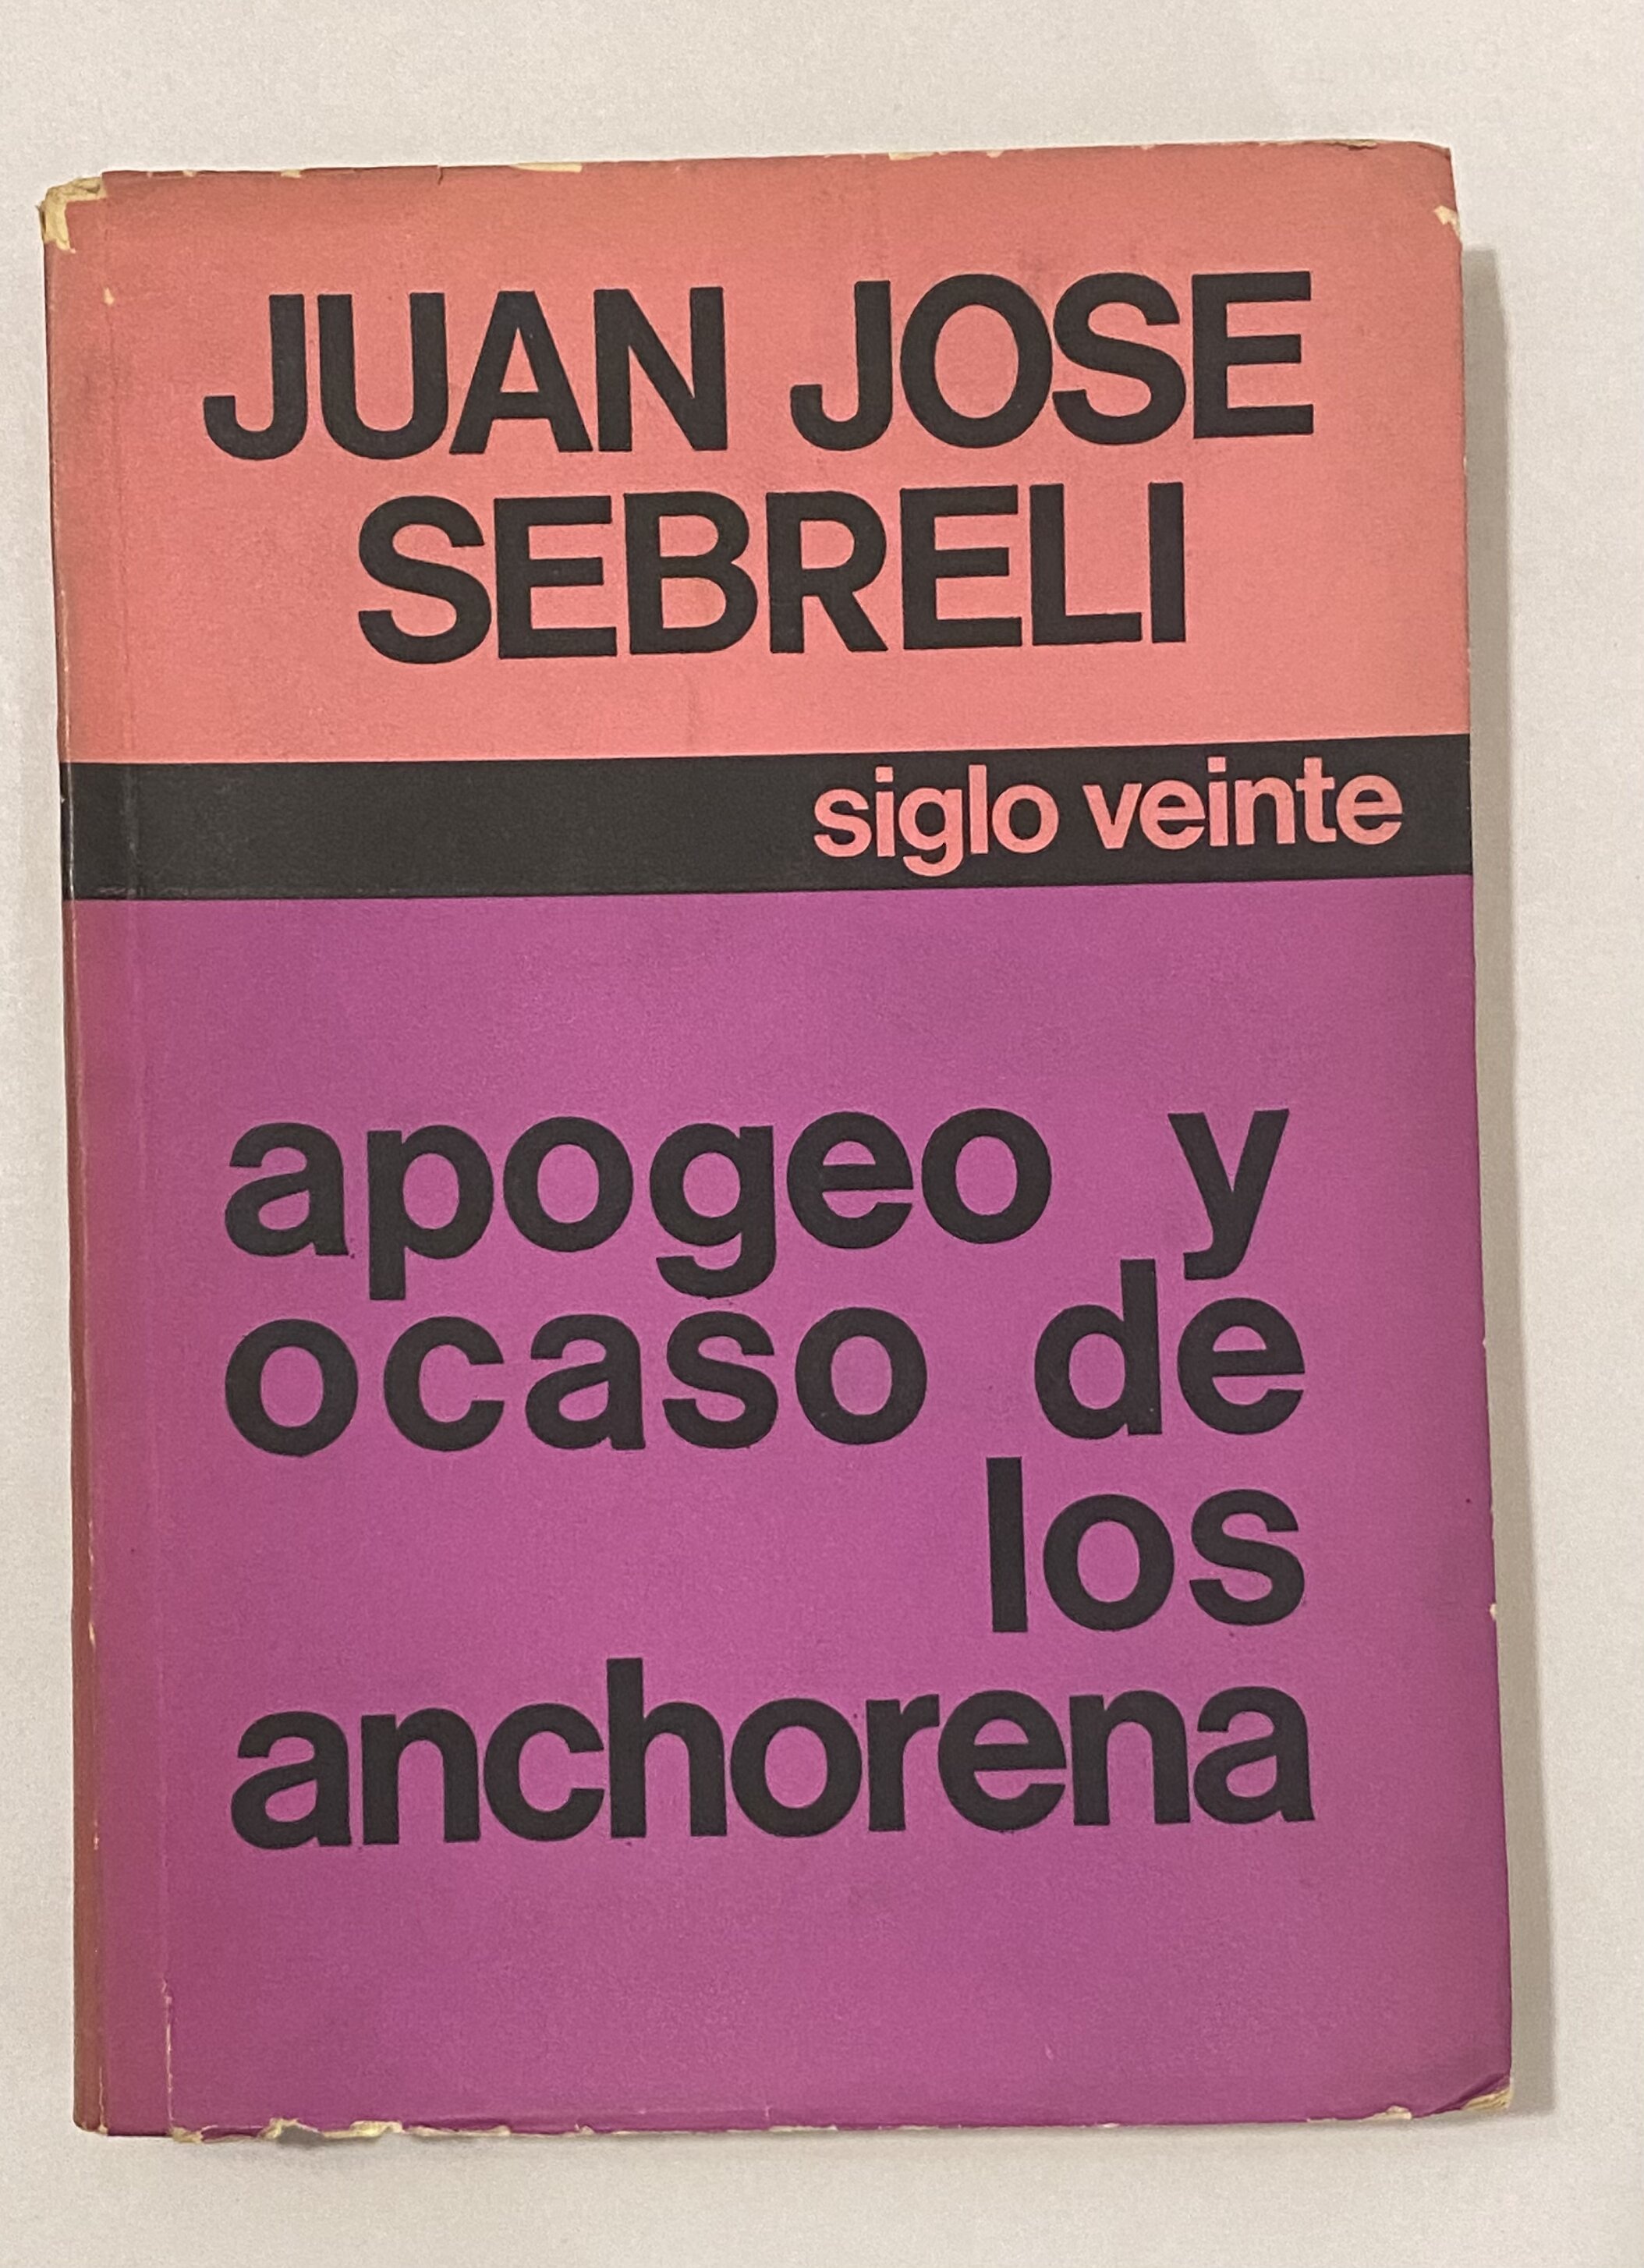 JUAN JOSE
SEBRELI
siglo veinte
apogeo y
ocaso de
los
anchorena